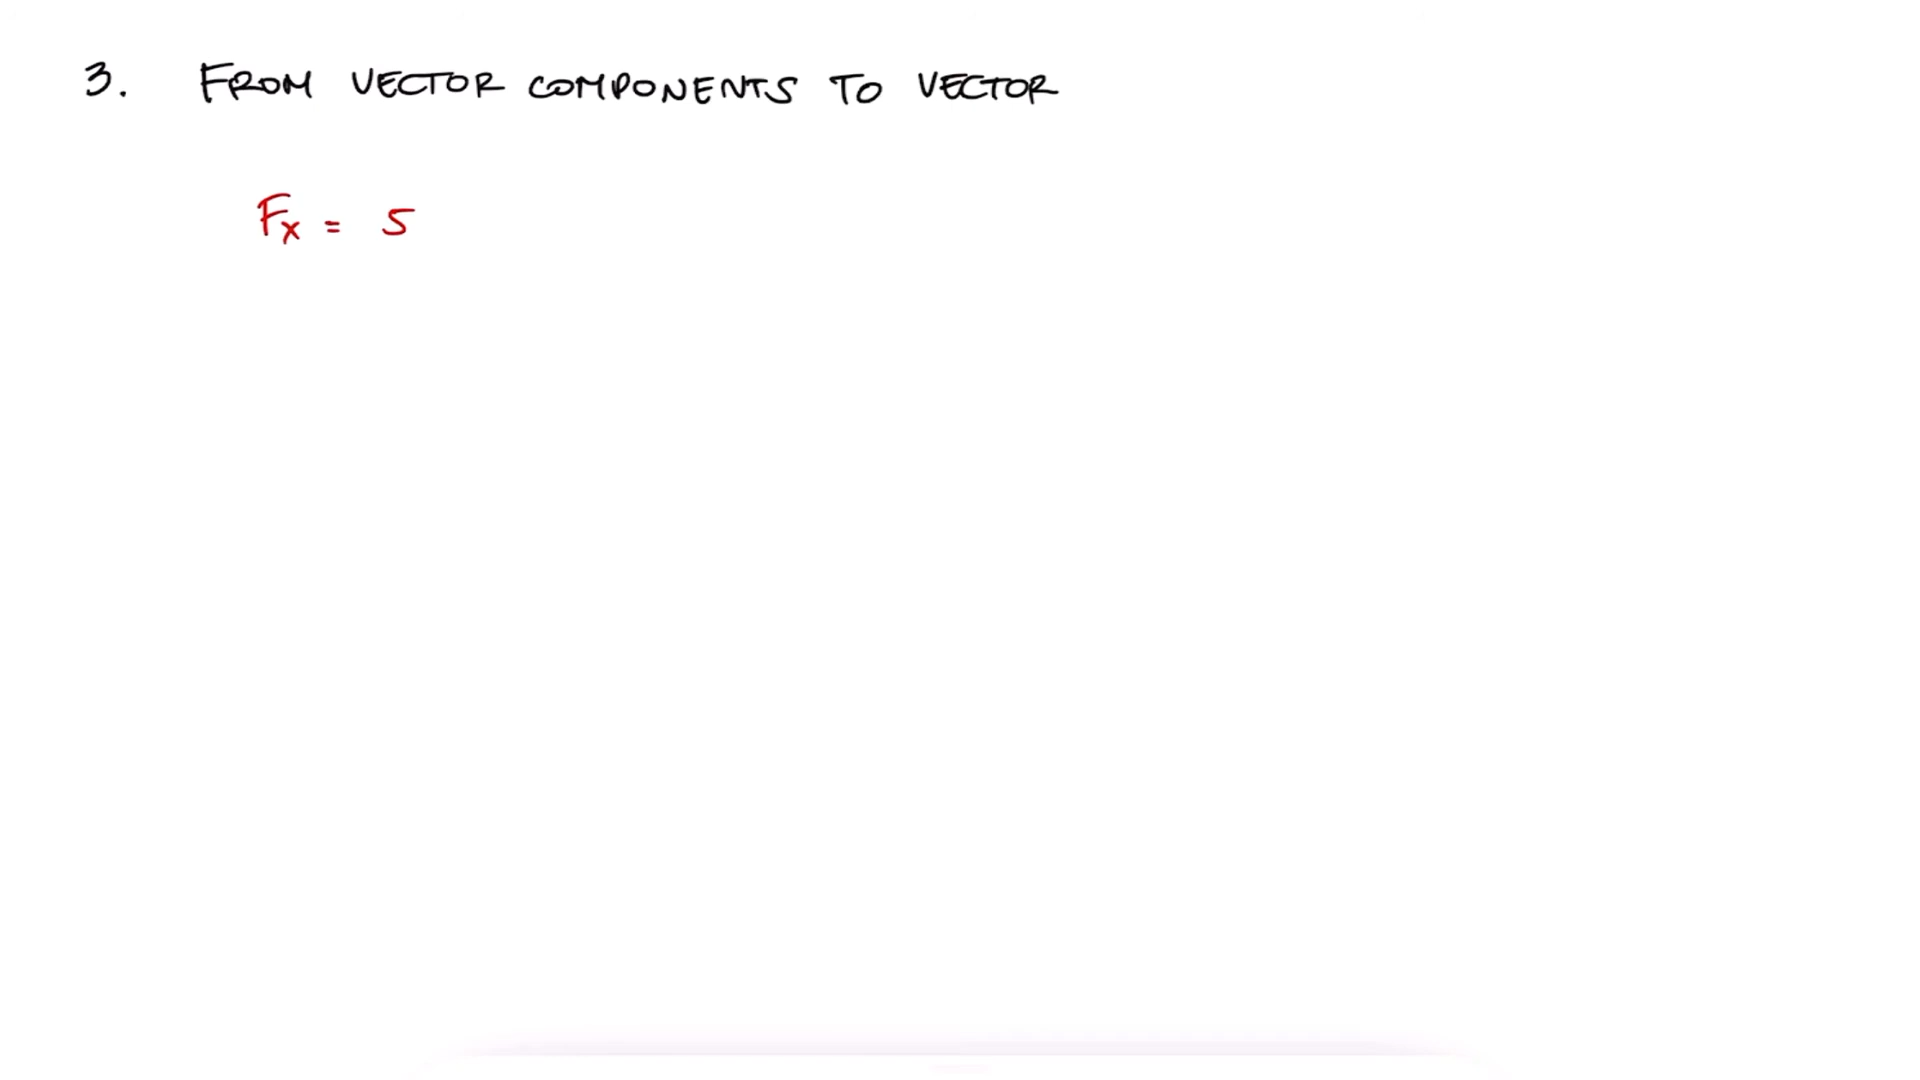 3. FROM VECTOR COMPONENTS TO VECTOR
Fx = 5